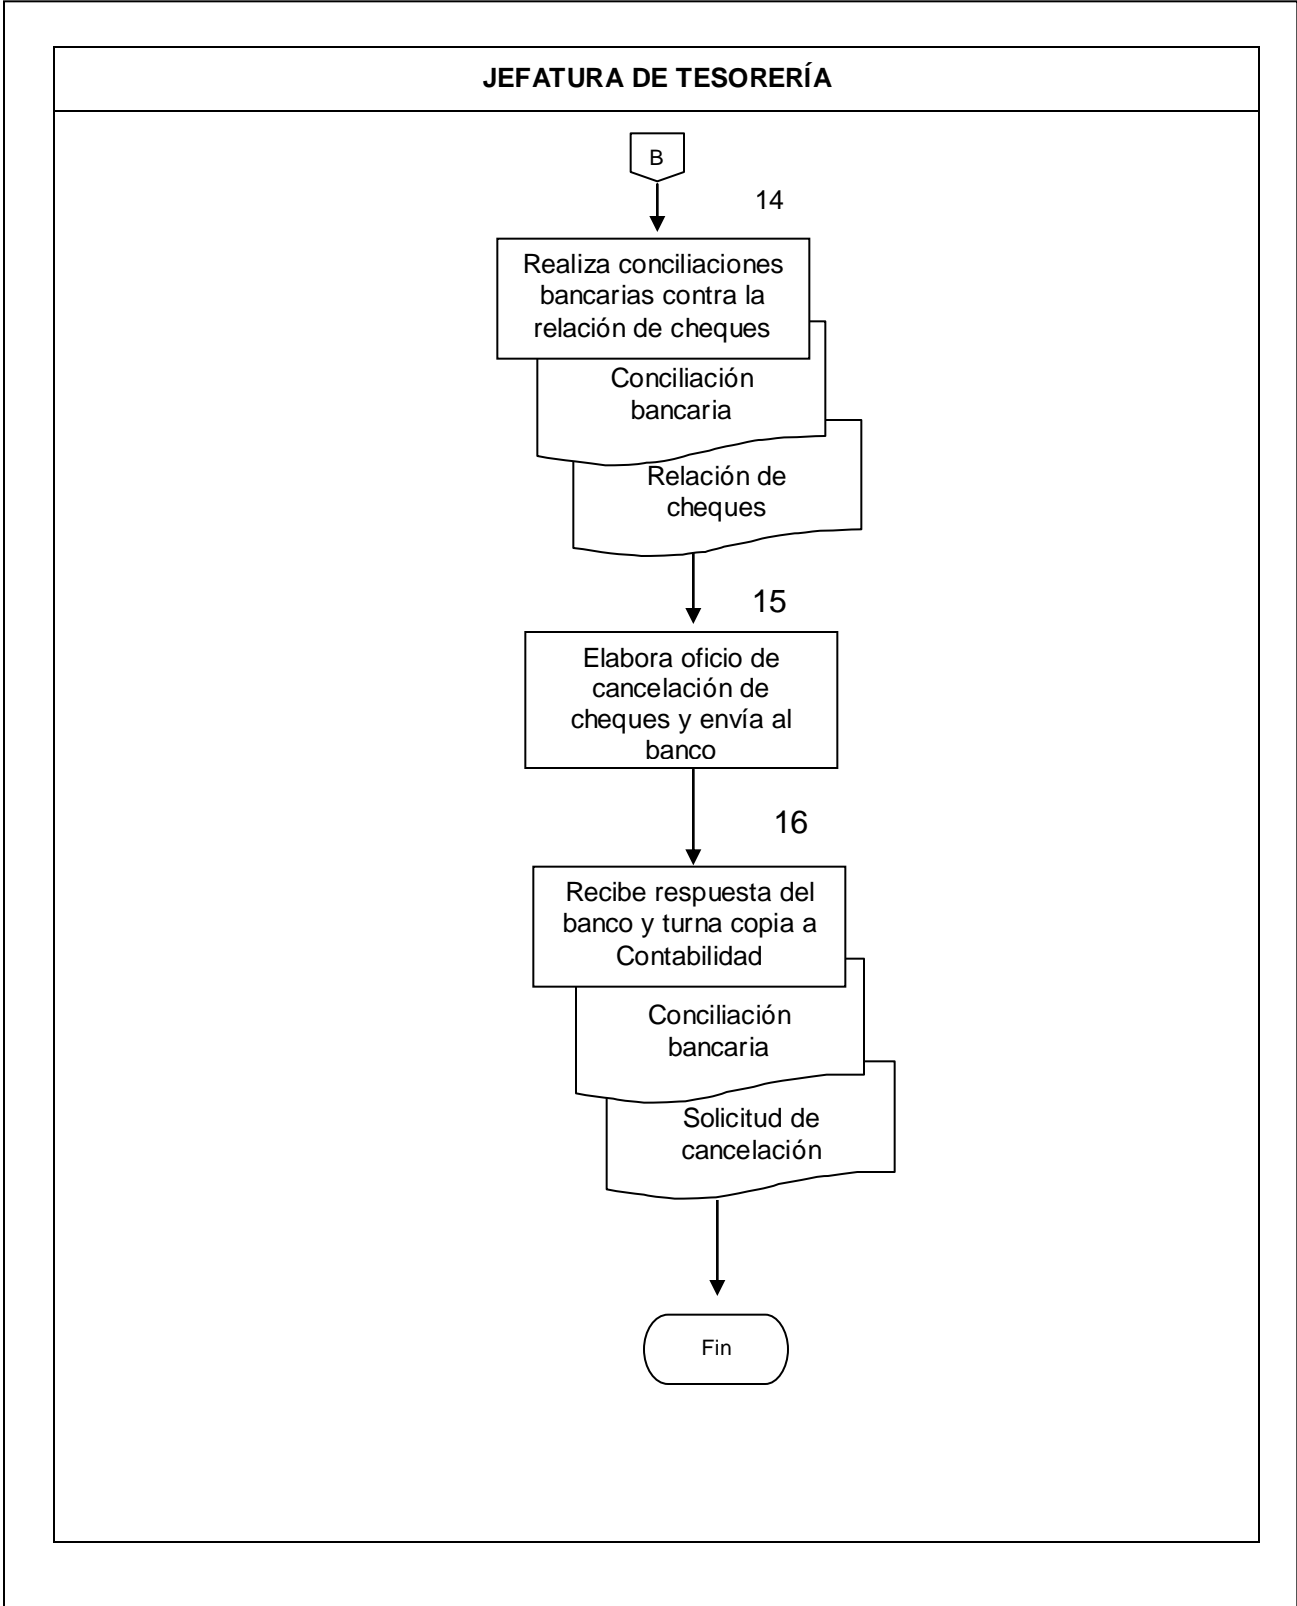 JEFATURA DE TESORERÍA
B
14
Realiza conciliaciones
bancarias contra la
relación de cheques
Conciliación
bancaria
Relación de
cheques
15
Elabora oficio de
cancelación de
cheques y envía al
banco
16
Recibe respuesta del
banco y turna copia a
Contabilidad
Conciliación
bancaria
Solicitud de
cancelación
Fin